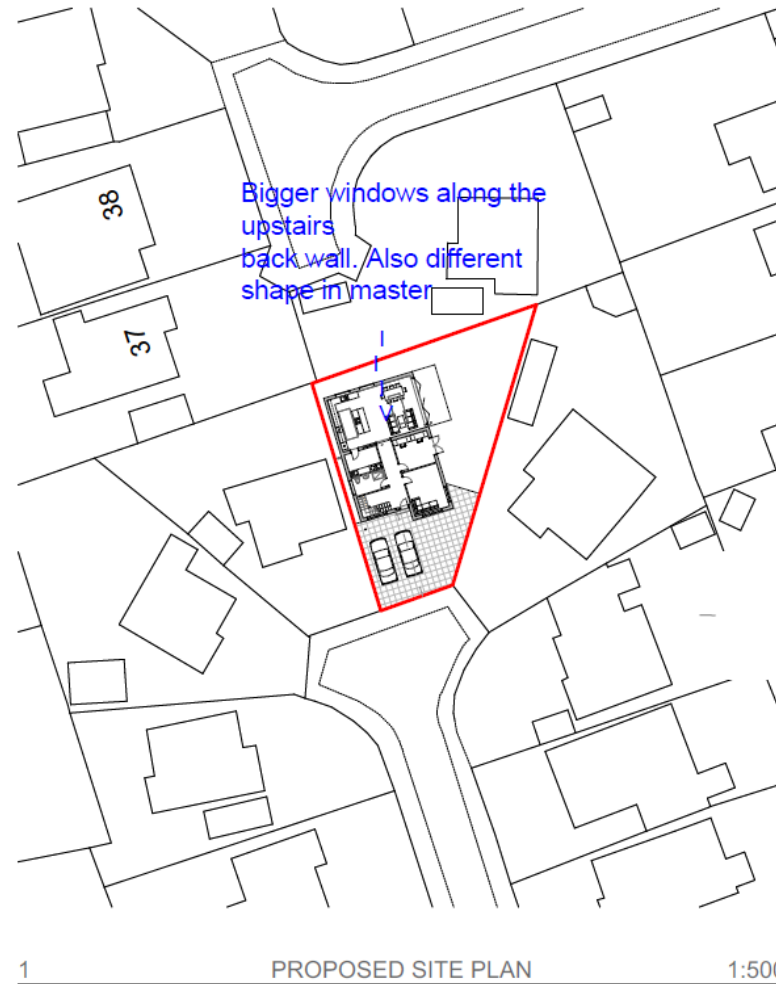 38
Bigger windows along the
upstairs
back wall. Also different
shape in master
37
1 PROPOSED SITE PLAN 1:500